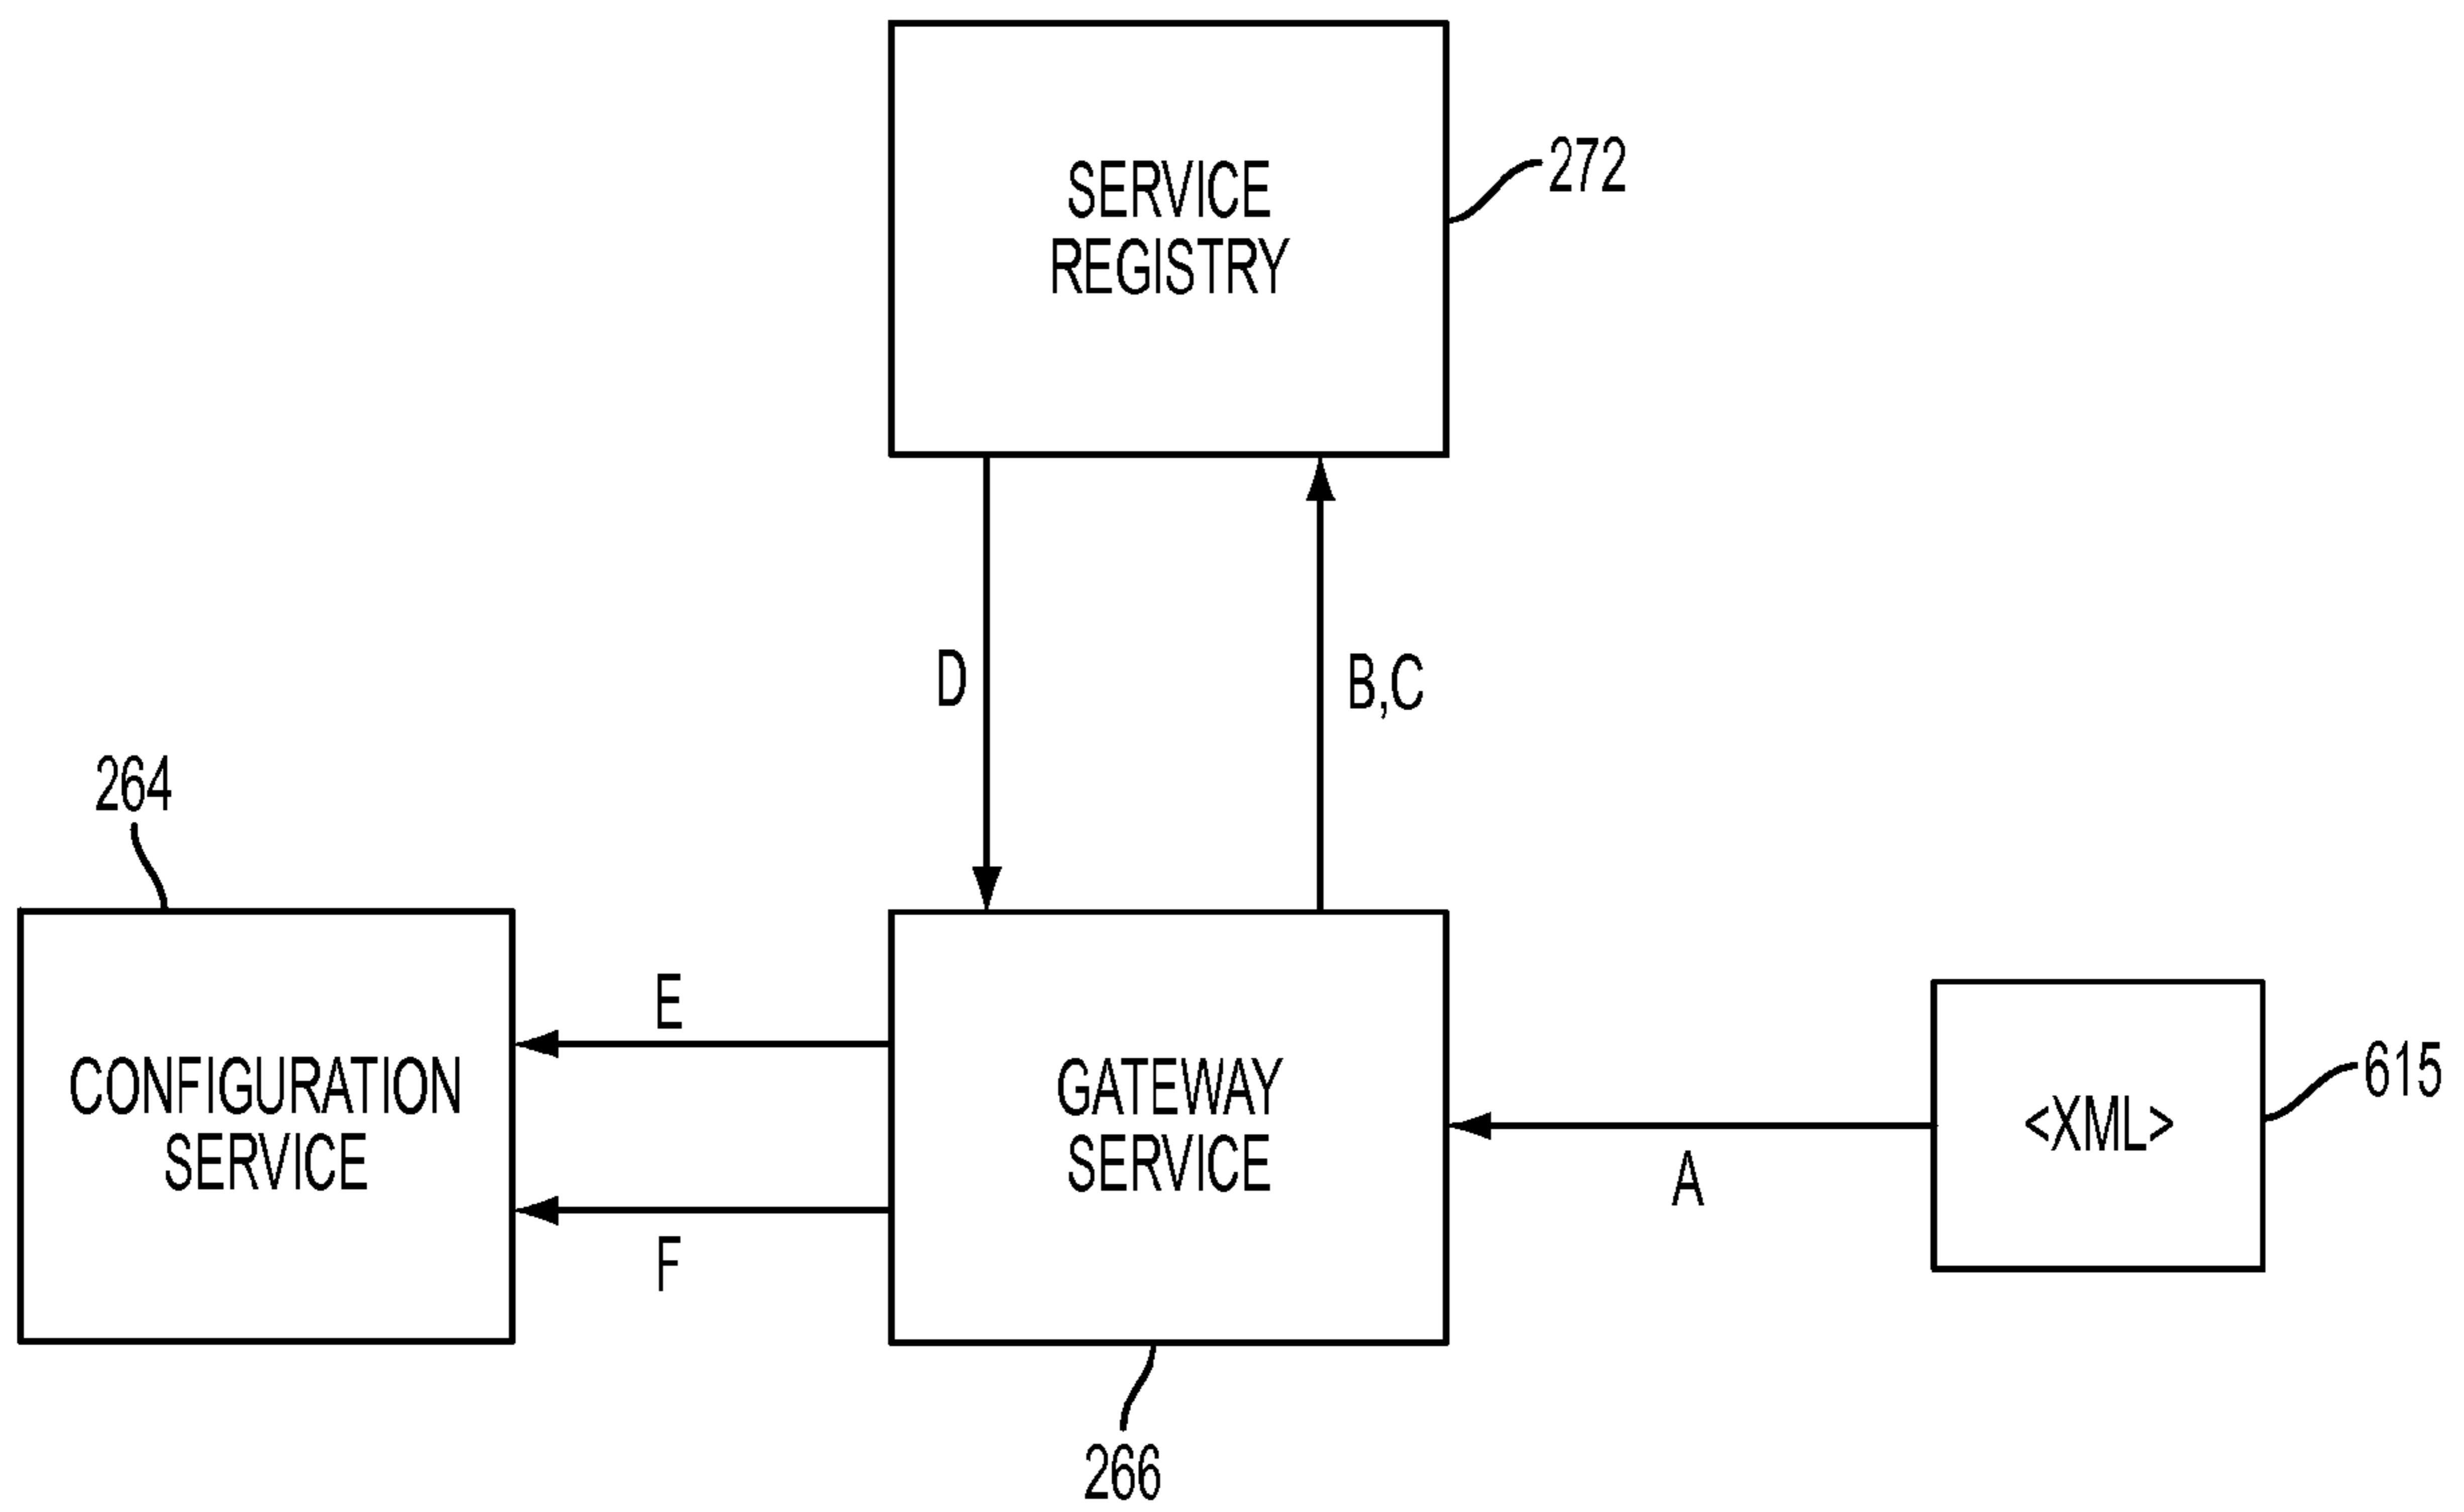 SERVICE
REGISTRY
272
D
B,C
264
E
CONFIGURATION
SERVICE
GATEWAY
SERVICE
<XML>
615
A
F
266